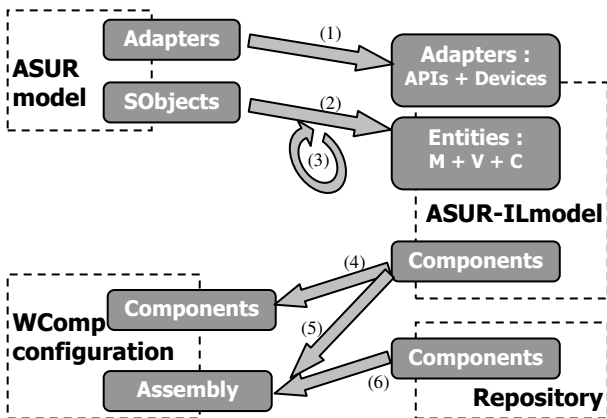 Adapters
(1)
Adapters :
APIs + Devices
ASUR
model
SObjects
(2)
(3)
Entities :
M + V + C
ASUR-ILmodel
Components
(4)
WComp
configuration
Components
(5)
Assembly
(6)
Components
Repository